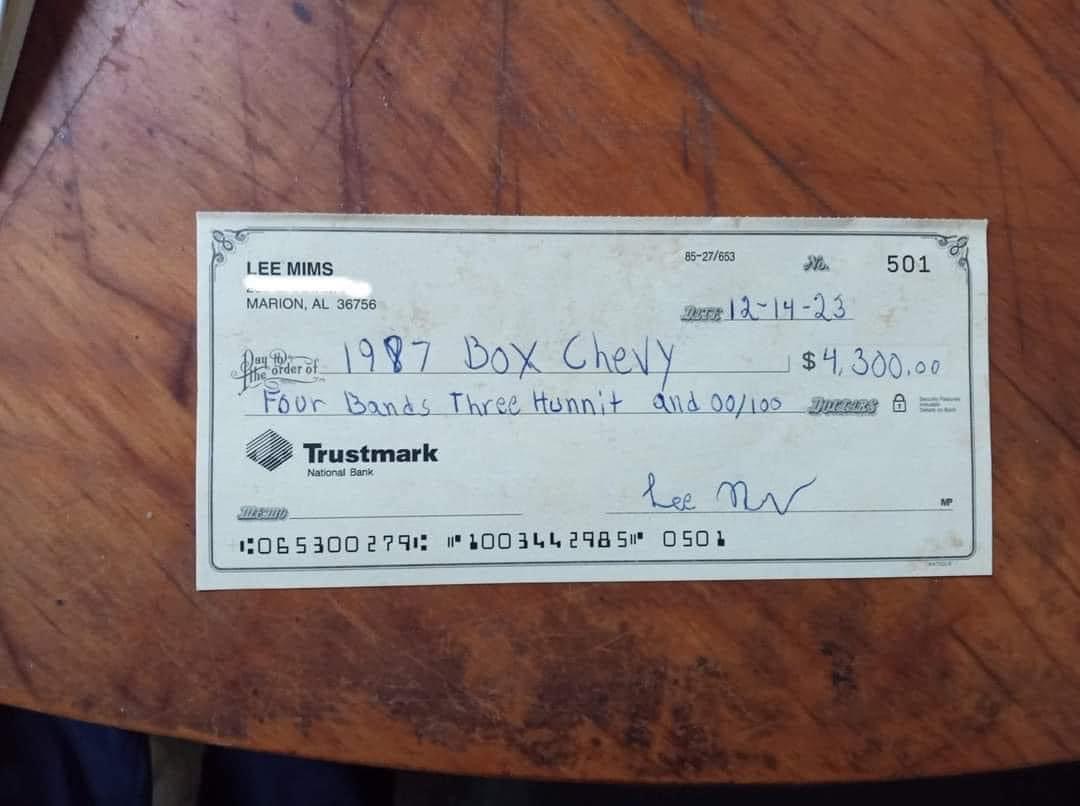 LEE MIMS
MARION, AL 36756
85-27/653
No. 501
DATE 12-14-23
Pay to the order of 1987 Box Chevy $4,300.00
Four Bands Three Hunnit and 00/100 DOLLARS
Trustmark
National Bank
MEMO
Lee
MP
⑆065300279⑆ ⑈1003442985⑈ 0501